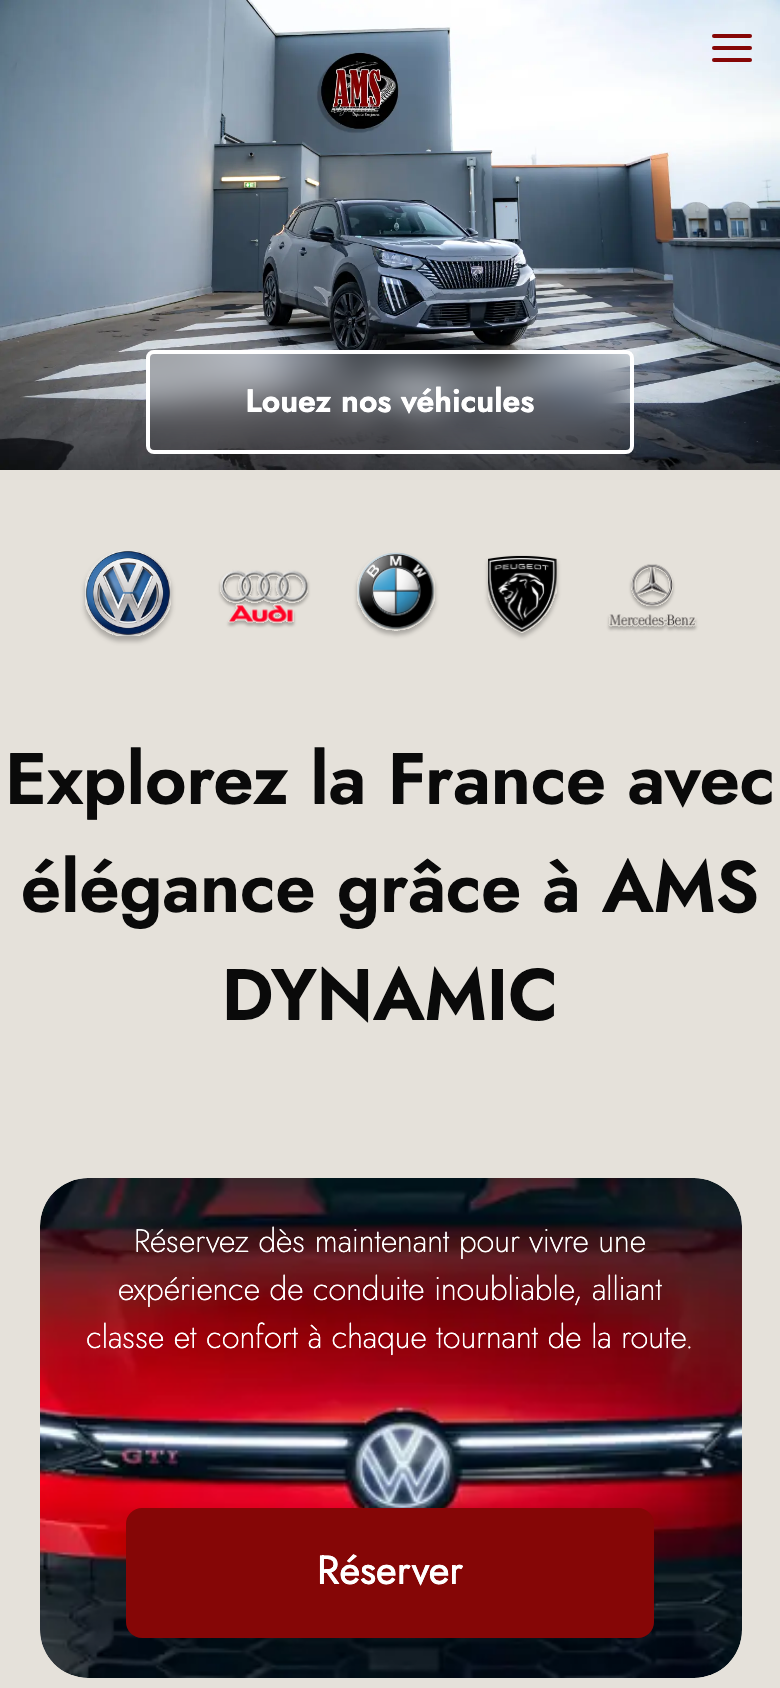 AMS
Louez nos véhicules
Audi
BMW
PEUGEOT
Mercedes-Benz
Explorez la France avec
élégance grâce à AMS
DYNAMIC
Réservez dès maintenant pour vivre une
expérience de conduite inoubliable, alliant
classe et confort à chaque tournant de la route.
GTI
Réserver